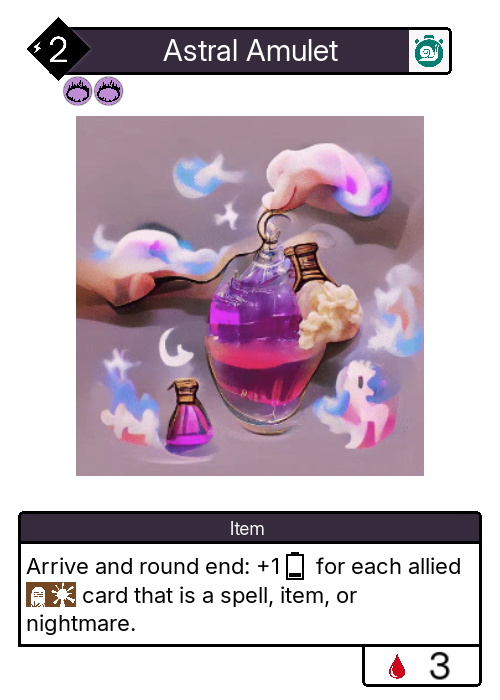 2
Astral Amulet
Item
Arrive and round end: +1 for each allied
card that is a spell, item, or
nightmare.
3